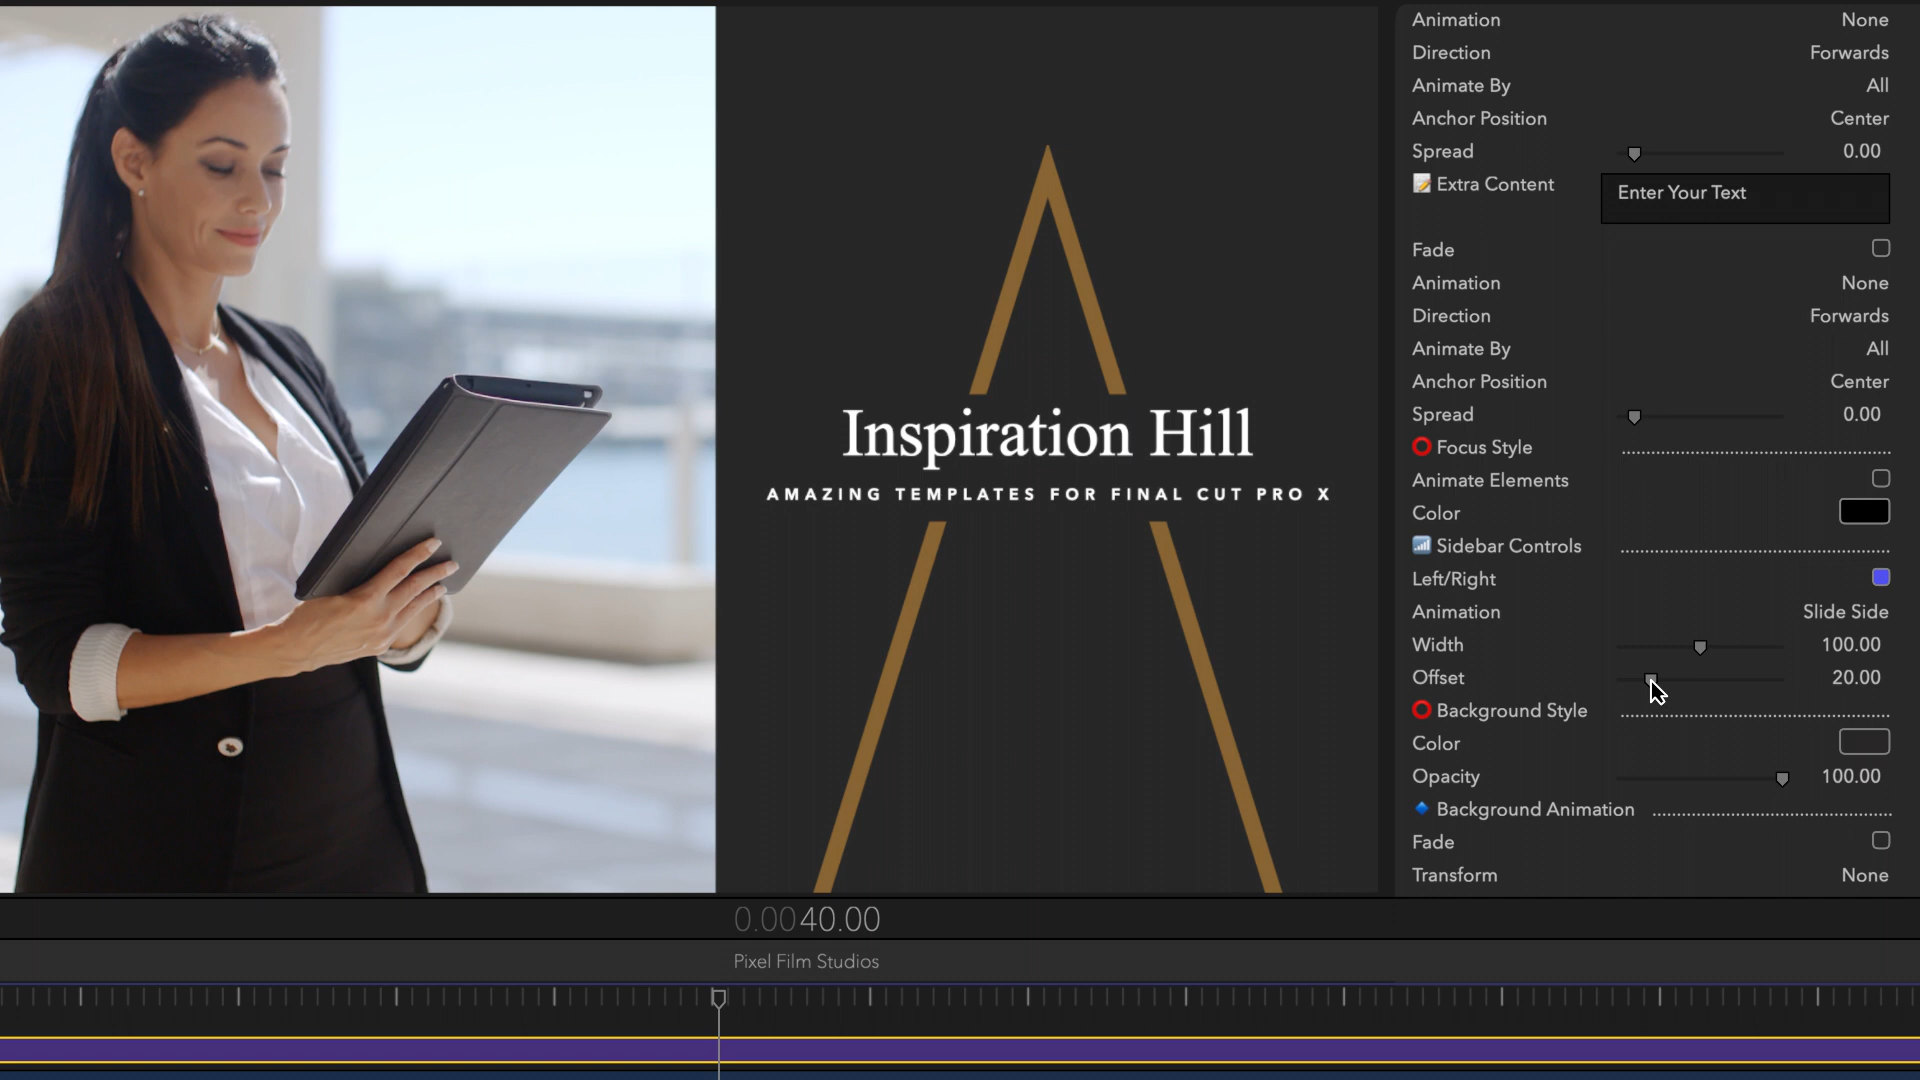 Inspiration Hill
AMAZING TEMPLATES FOR FINAL CUT PRO X
Animation None
Direction Forwards
Animate By All
Anchor Position Center
Spread 0.00
Extra Content Enter Your Text
Fade
Animation None
Direction Forwards
Animate By All
Anchor Position Center
Spread 0.00
Focus Style
Animate Elements
Color
Sidebar Controls
Left/Right
Animation Slide Side
Width 100.00
Offset 20.00
Background Style
Color
Opacity 100.00
Background Animation
Fade
Transform None
0.0040.00
Pixel Film Studios